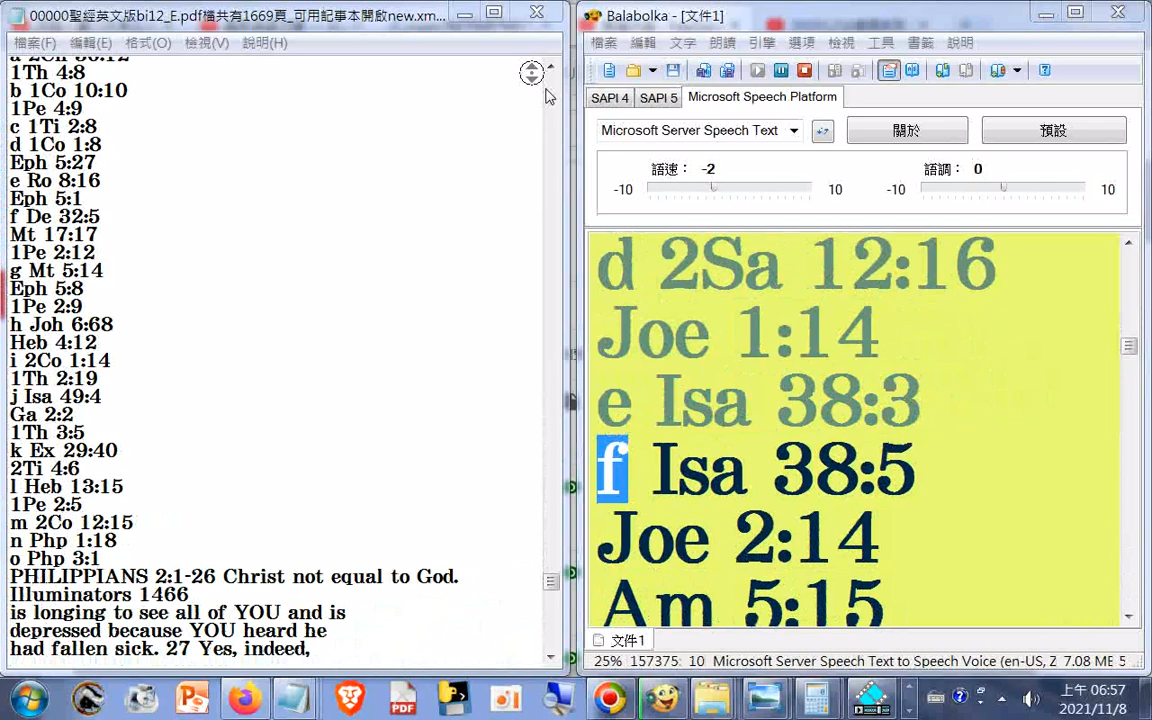 00000聖經英文版bi12_E.pdf檔共有1669頁_可用記事本開啟new.xm...
檔案(F) 編輯(E) 格式(O) 檢視(V) 說明(H)
1Th 4:8
b 1Co 10:10
1Pe 4:9
c 1Ti 2:8
d 1Co 1:8
Eph 5:27
e Ro 8:16
Eph 5:1
f De 32:5
Mt 17:17
1Pe 2:12
g Mt 5:14
Eph 5:8
1Pe 2:9
h Joh 6:68
Heb 4:12
i 2Co 1:14
1Th 2:19
j Isa 49:4
Ga 2:2
1Th 3:5
k Ex 29:40
2Ti 4:6
l Heb 13:15
1Pe 2:5
m 2Co 12:15
n Php 1:18
o Php 3:1
PHILIPPIANS 2:1-26 Christ not equal to God.
Illuminators 1466
is longing to see all of YOU and is
depressed because YOU heard he
had fallen sick. 27 Yes, indeed,
Balabolka - [文件1]
檔案 編輯 文字 朗讀 引擎 選項 檢視 工具 書籤 說明
SAPI 4 SAPI 5 Microsoft Speech Platform
Microsoft Server Speech Text 關於 預設
語速： -2 語調： 0
-10 10 -10 10
d 2Sa 12:16
Joe 1:14
e Isa 38:3
f Isa 38:5
Joe 2:14
Am 5:15
文件1
25% 157375: 10 Microsoft Server Speech Text to Speech Voice (en-US, Z 7.08 MB 5
PDF
上午 06:57
2021/11/8